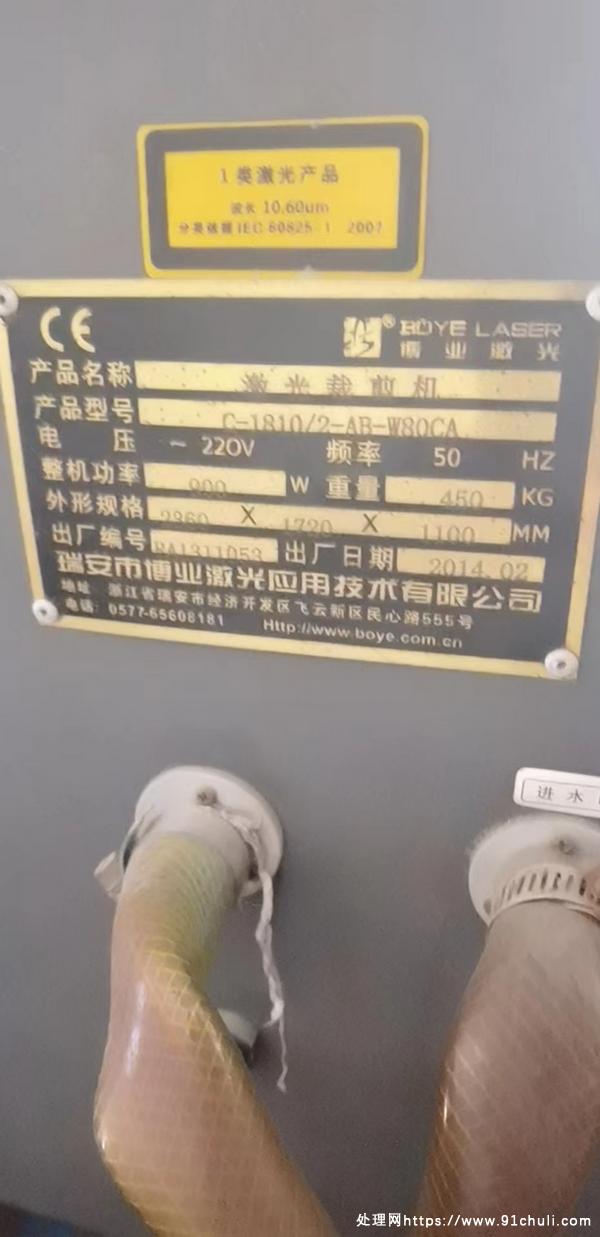 1类激光产品
波长 10.60um
分类依据 IEC 60825-1 2007
CE
® BOYE LASER
博业激光
产品名称 激光裁剪机
产品型号 C-1810/2-AB-W80CA
电 压 ~ 220V 频率 50 HZ
整机功率 900 W 重量 450 KG
外形规格 2360 X 1720 X 1100 MM
出厂编号 BA1311053 出厂日期 2014.02
瑞安市博业激光应用技术有限公司
地址: 浙江省瑞安市经济开发区飞云新区民心路555号
电话: 0577-65608181 Http://www.boye.com.cn
进 水
处理网https://www.91chuli.com